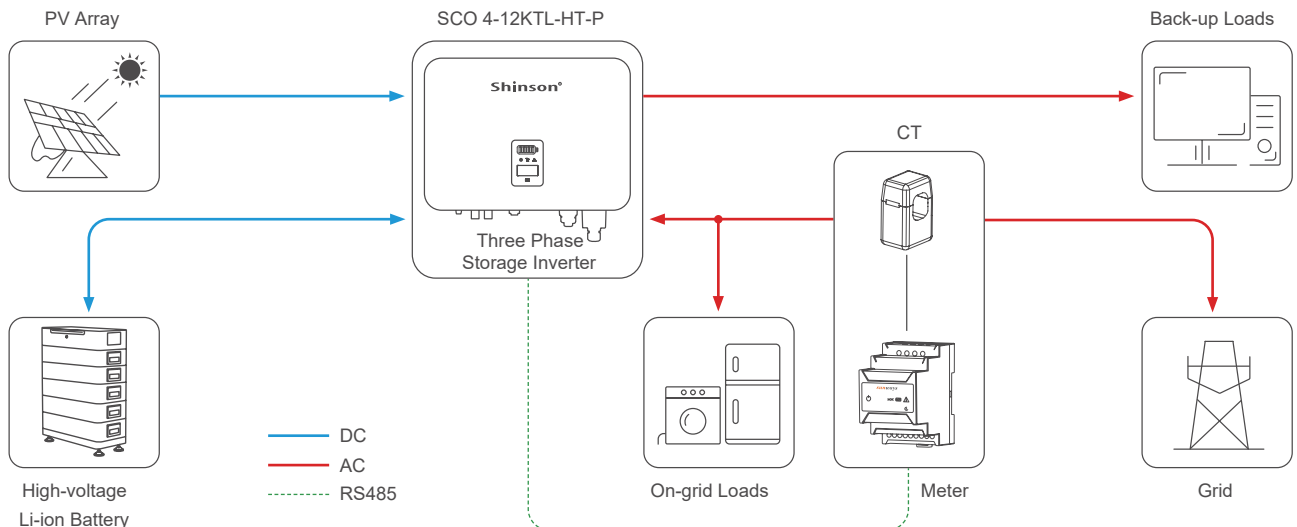 PV Array
SCO 4-12KTL-HT-P
Back-up Loads
Shinson®
CT
Three Phase
Storage Inverter
DC
AC
RS485
High-voltage
Li-ion Battery
On-grid Loads
Meter
Grid